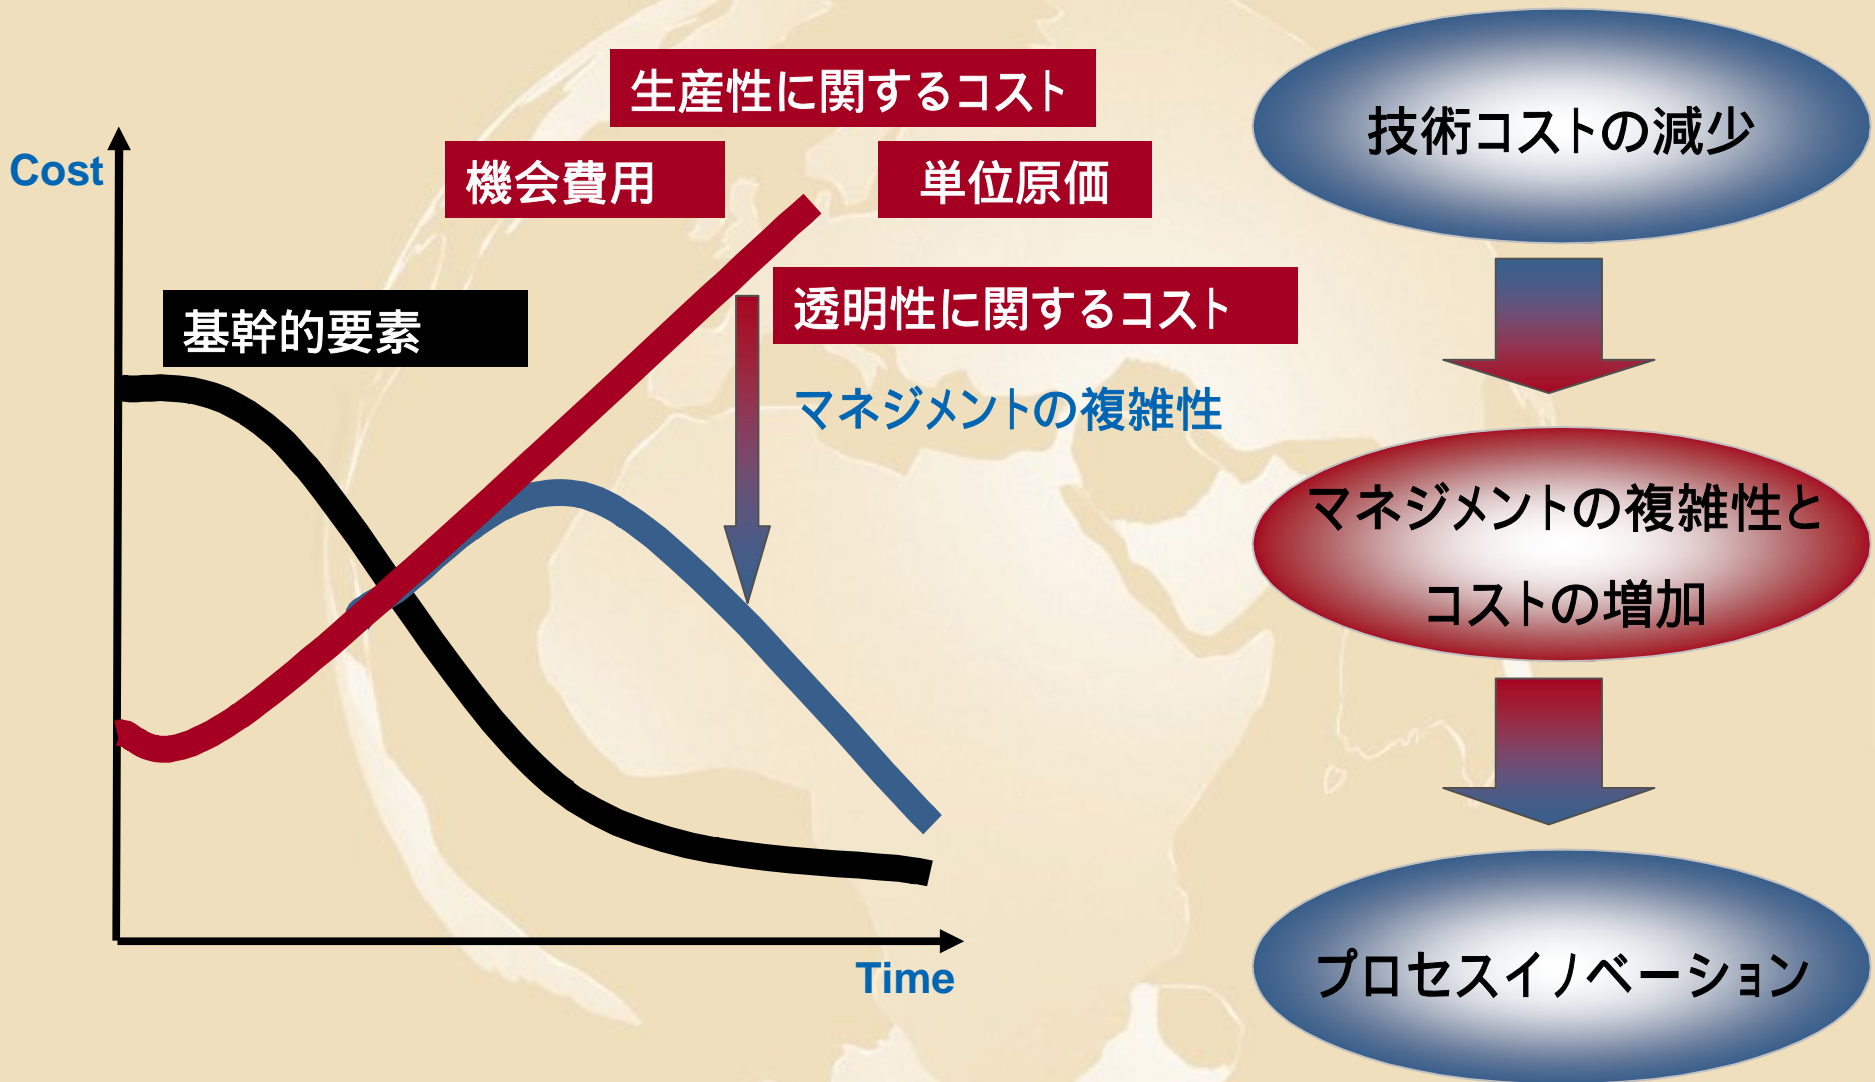 生産性に関するコスト
Cost
機会費用
単位原価
透明性に関するコスト
基幹的要素
マネジメントの複雑性
Time
技術コストの減少
マネジメントの複雑性と
コストの増加
プロセスイノベーション